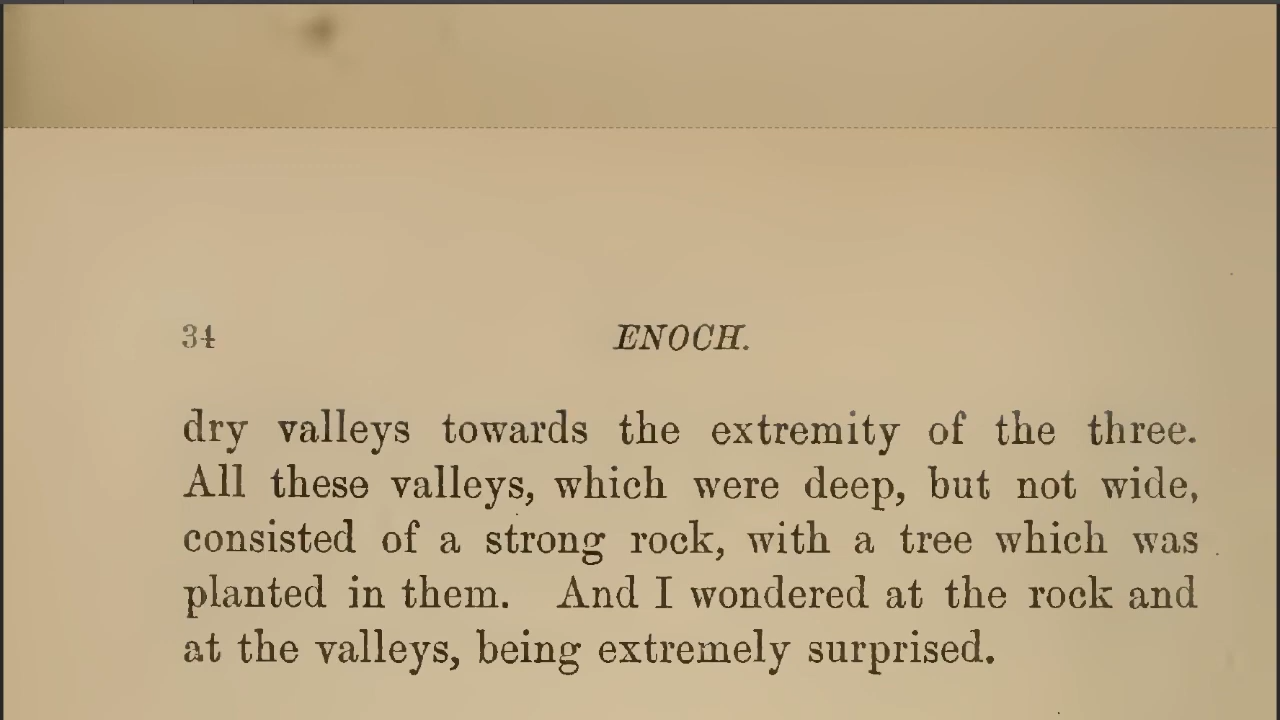 34 ENOCH.
dry valleys towards the extremity of the three.
All these valleys, which were deep, but not wide,
consisted of a strong rock, with a tree which was
planted in them. And I wondered at the rock and
at the valleys, being extremely surprised.